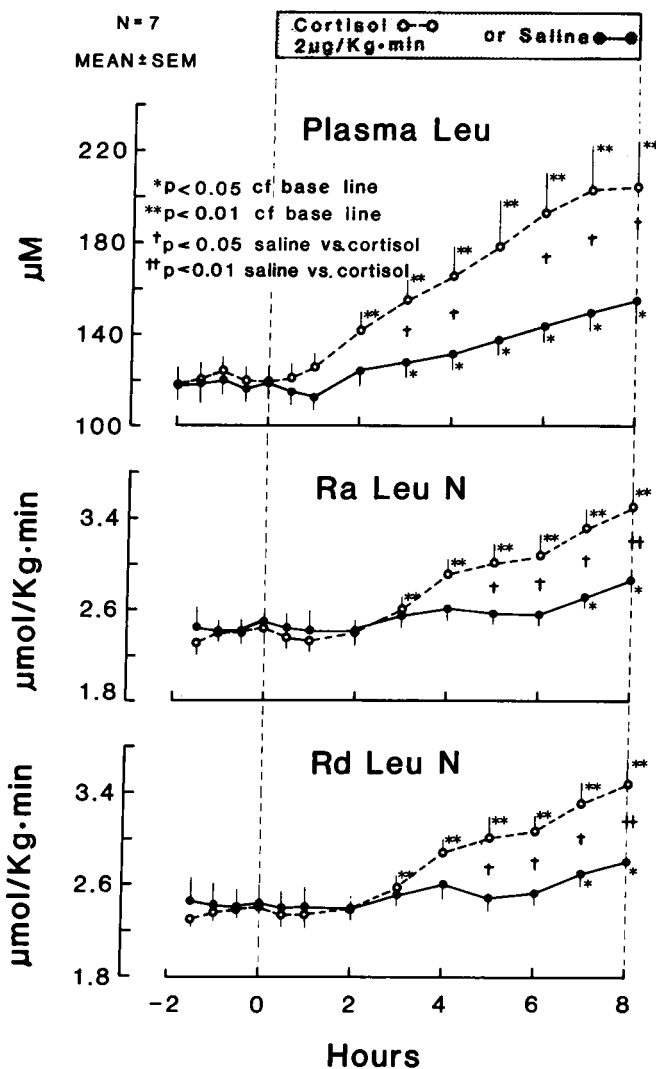 N=7
MEAN±SEM
Cortisol o--o
2µg/Kg·min
or Saline ●—●
Plasma Leu
*p<0.05 cf base line
**p<0.01 cf base line
†p<0.05 saline vs. cortisol
††p<0.01 saline vs. cortisol
µM
220
180
140
100
** ** ** ** ** ** **
† † † † †
* * * * * *
Ra Leu N
µmol/Kg·min
3.4
2.6
1.8
** ** ** ** ** **
† † † ††
* *
Rd Leu N
µmol/Kg·min
3.4
2.6
1.8
** ** ** ** ** **
† † † ††
* *
-2 0 2 4 6 8
Hours